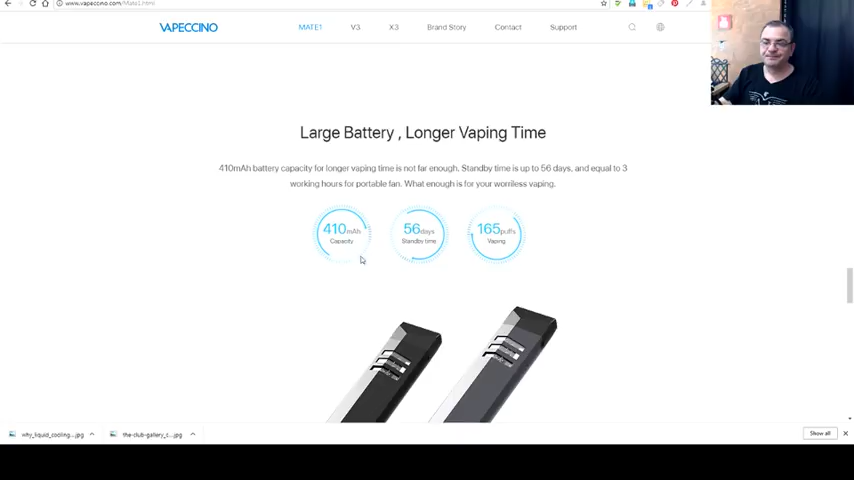 www.vapeccino.com/Mate1.html
VAPECCINO
MATE1
V3
X3
Brand Story
Contact
Support
Large Battery , Longer Vaping Time
410mAh battery capacity for longer vaping time is not far enough. Standby time is up to 56 days, and equal to 3
working hours for portable fan. What enough is for your worriless vaping.
410mAh
Capacity
56days
Standby time
165puffs
Vaping
why_liquid_cooling....jpg
the-club-gallery_c....jpg
Show all